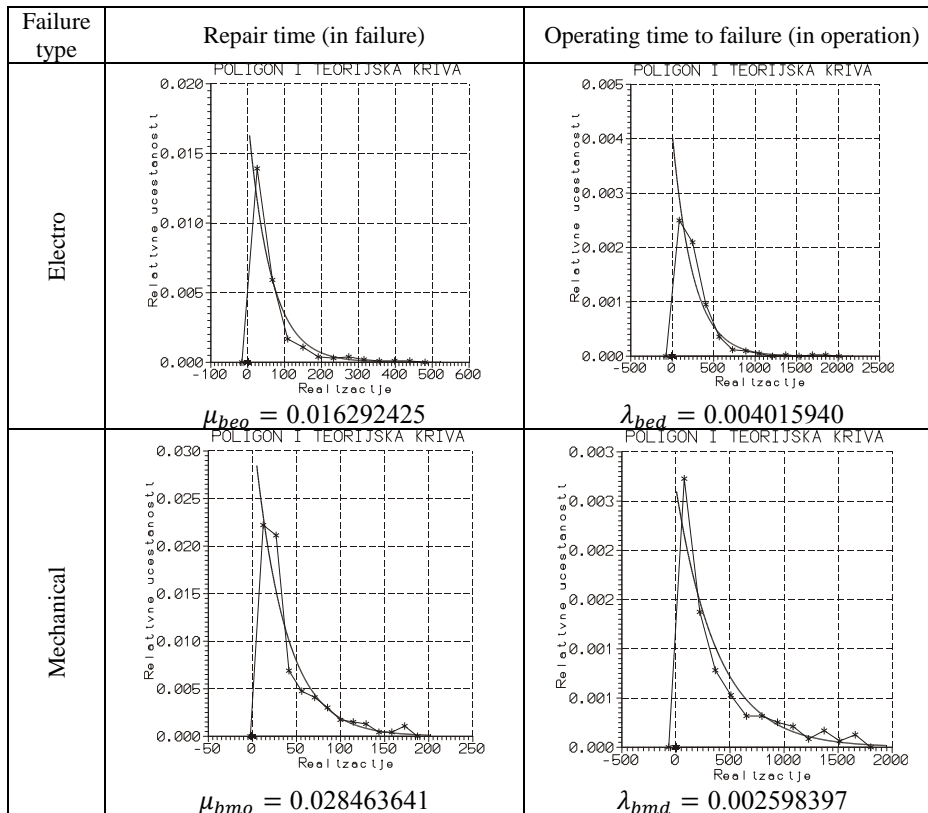 Failure type
Repair time (in failure)
Operating time to failure (in operation)
Electro
POLIGON I TEORIJSKA KRIVA
Relativne ucestanosti
0.020
0.015
0.010
0.005
0.000
-100 0 100 200 300 400 500 600
Realizacije
μbeo = 0.016292425
POLIGON I TEORIJSKA KRIVA
Relativne ucestanosti
0.005
0.004
0.003
0.002
0.001
0.000
-500 0 500 1000 1500 2000 2500
Realizacije
λbed = 0.004015940
Mechanical
POLIGON I TEORIJSKA KRIVA
Relativne ucestanosti
0.030
0.025
0.020
0.015
0.010
0.005
0.000
-50 0 50 100 150 200 250
Realizacije
μbmo = 0.028463641
POLIGON I TEORIJSKA KRIVA
Relativne ucestanosti
0.003
0.003
0.002
0.002
0.001
0.001
0.000
-500 0 500 1000 1500 2000
Realizacije
λbmd = 0.002598397